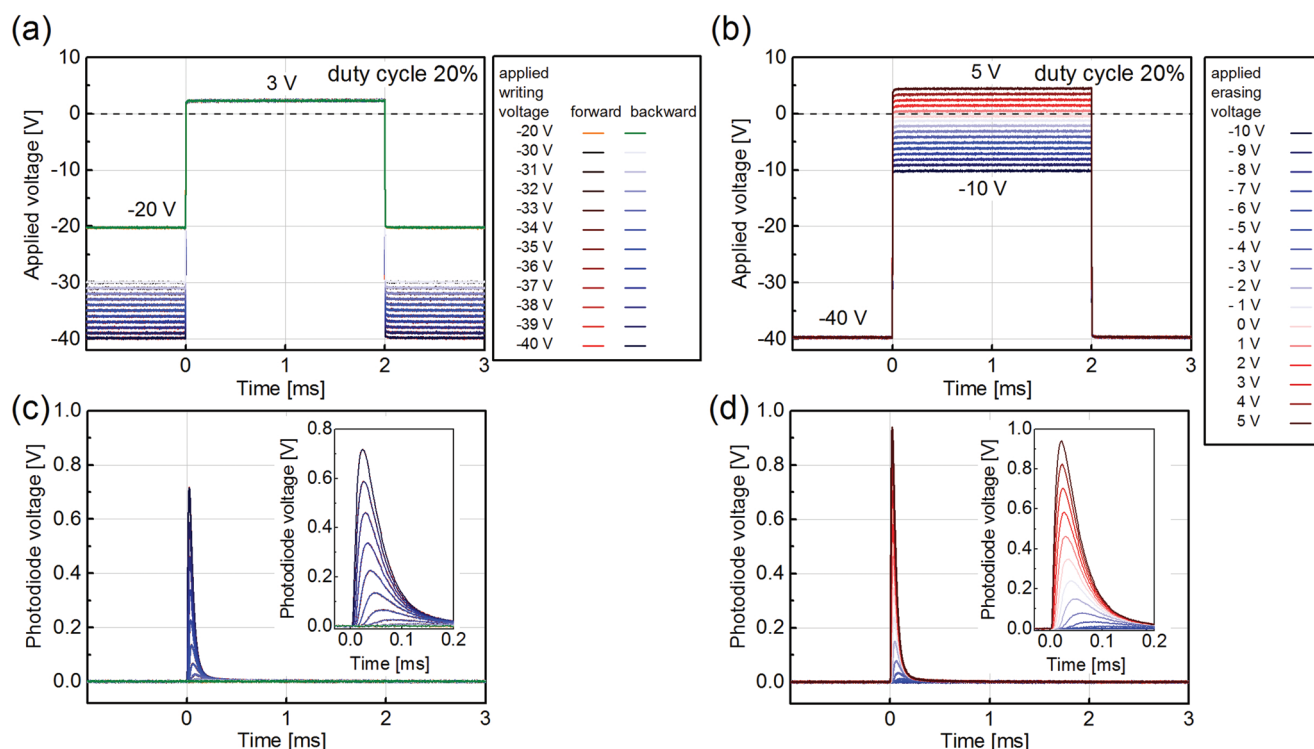 (a)
Applied voltage [V]
10
0
-10
-20
-30
-40
duty cycle 20%
3 V
-20 V
0 1 2 3
Time [ms]
applied
writing
voltage forward backward
-20 V
-30 V
-31 V
-32 V
-33 V
-34 V
-35 V
-36 V
-37 V
-38 V
-39 V
-40 V
(b)
Applied voltage [V]
10
0
-10
-20
-30
-40
5 V duty cycle 20%
-10 V
-40 V
0 1 2 3
Time [ms]
applied
erasing
voltage
-10 V
-9 V
-8 V
-7 V
-6 V
-5 V
-4 V
-3 V
-2 V
-1 V
0 V
1 V
2 V
3 V
4 V
5 V
(c)
Photodiode voltage [V]
1.0
0.8
0.6
0.4
0.2
0.0
0 1 2 3
Time [ms]
Photodiode voltage [V]
0.8
0.6
0.4
0.2
0.0
0.0 0.1 0.2
Time [ms]
(d)
Photodiode voltage [V]
1.0
0.8
0.6
0.4
0.2
0.0
0 1 2 3
Time [ms]
Photodiode voltage [V]
1.0
0.8
0.6
0.4
0.2
0.0
0.0 0.1 0.2
Time [ms]